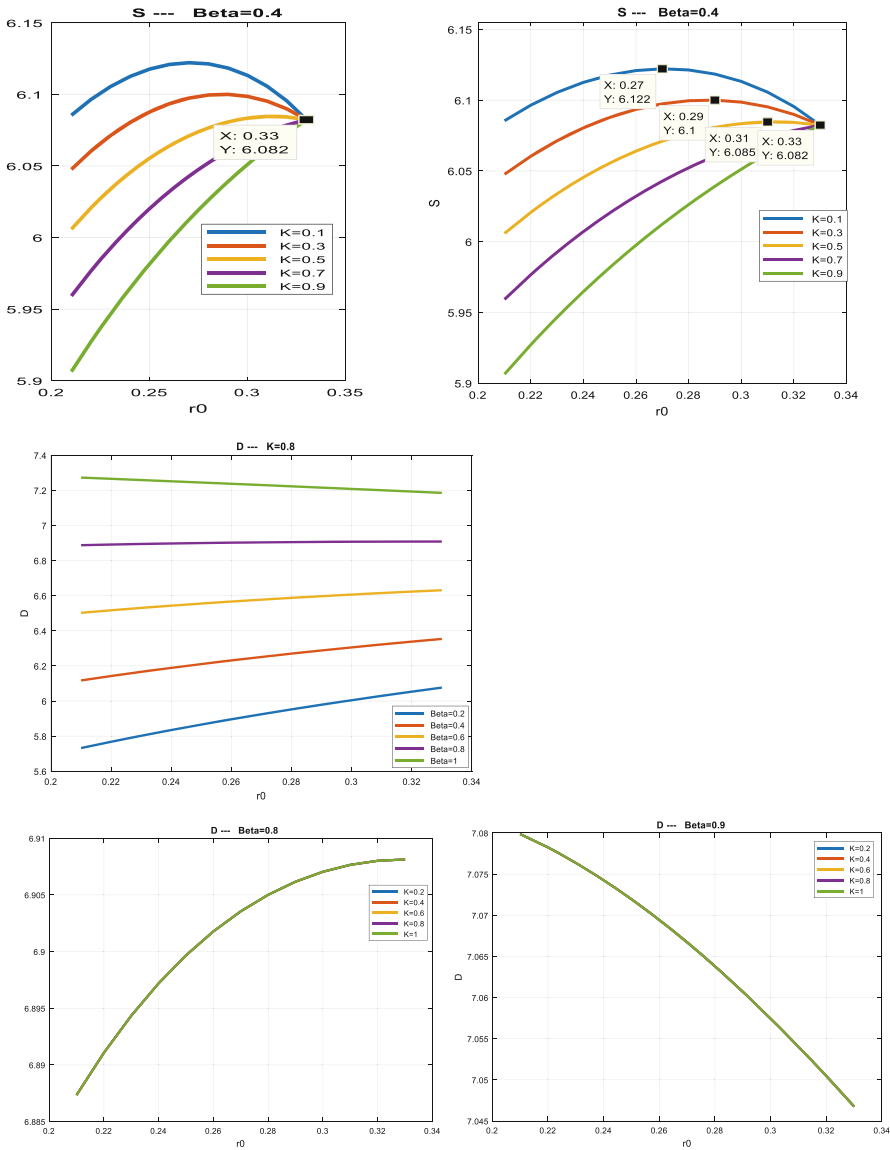 S --- Beta=0.4
6.15
6.1
6.05
6
5.95
5.9
0.2
0.25
0.3
0.35
r0
X: 0.33
Y: 6.082
K=0.1
K=0.3
K=0.5
K=0.7
K=0.9
S --- Beta=0.4
S
6.15
6.1
6.05
6
5.95
5.9
0.2
0.22
0.24
0.26
0.28
0.3
0.32
0.34
r0
X: 0.27
Y: 6.122
X: 0.29
Y: 6.1
X: 0.31
Y: 6.085
X: 0.33
Y: 6.082
K=0.1
K=0.3
K=0.5
K=0.7
K=0.9
D --- K=0.8
D
7.4
7.2
7
6.8
6.6
6.4
6.2
6
5.8
5.6
0.2
0.22
0.24
0.26
0.28
0.3
0.32
0.34
r0
Beta=0.2
Beta=0.4
Beta=0.6
Beta=0.8
Beta=1
D --- Beta=0.8
6.91
6.905
6.9
6.895
6.89
6.885
0.2
0.22
0.24
0.26
0.28
0.3
0.32
0.34
r0
K=0.2
K=0.4
K=0.6
K=0.8
K=1
D --- Beta=0.9
D
7.08
7.075
7.07
7.065
7.06
7.055
7.05
7.045
0.2
0.22
0.24
0.26
0.28
0.3
0.32
0.34
r0
K=0.2
K=0.4
K=0.6
K=0.8
K=1